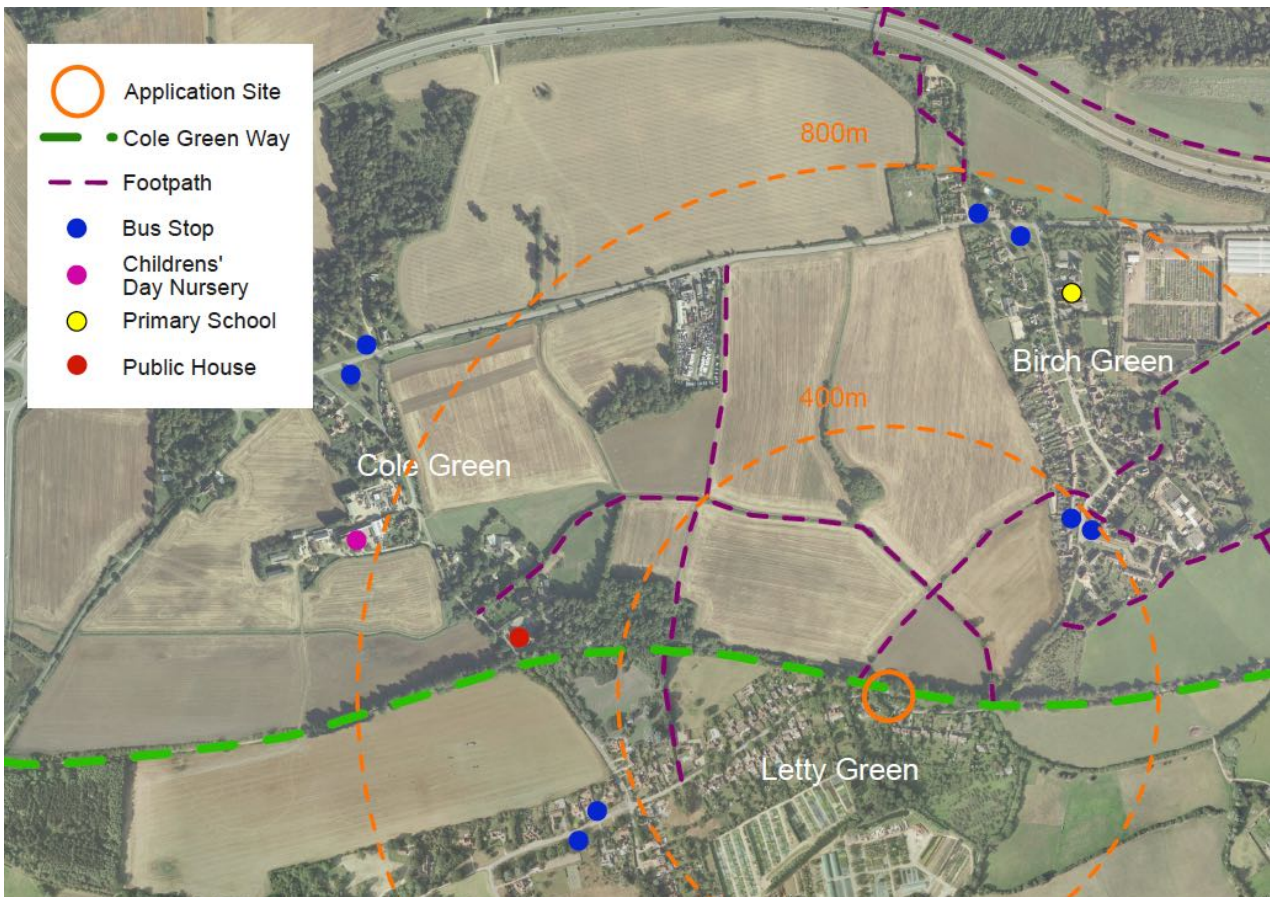 Application Site
Cole Green Way
Footpath
Bus Stop
Childrens'
Day Nursery
Primary School
Public House
800m
Birch Green
400m
Cole Green
Letty Green